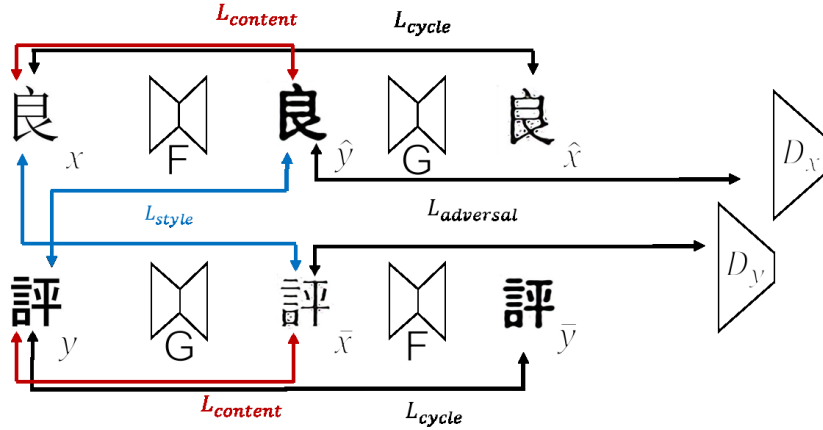 L_content
L_cycle
良 良 良
x F ŷ G x̂ D_x
L_style L_adversal
評 評 評
y G x̄ F ȳ D_y
L_content
L_cycle